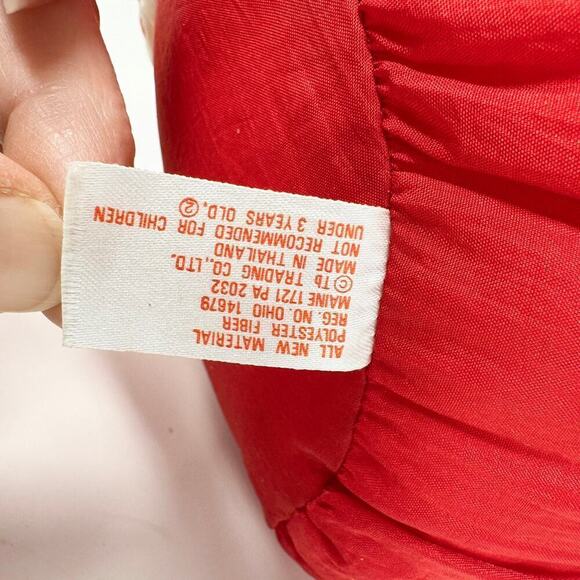 ALL NEW MATERIAL
POLYESTER FIBER
REG. NO. OHIO 14679
MAINE 1721 PA 2032
© Tb TRADING CO., LTD.
MADE IN THAILAND
NOT RECOMMENDED FOR CHILDREN
UNDER 3 YEARS OLD. ②